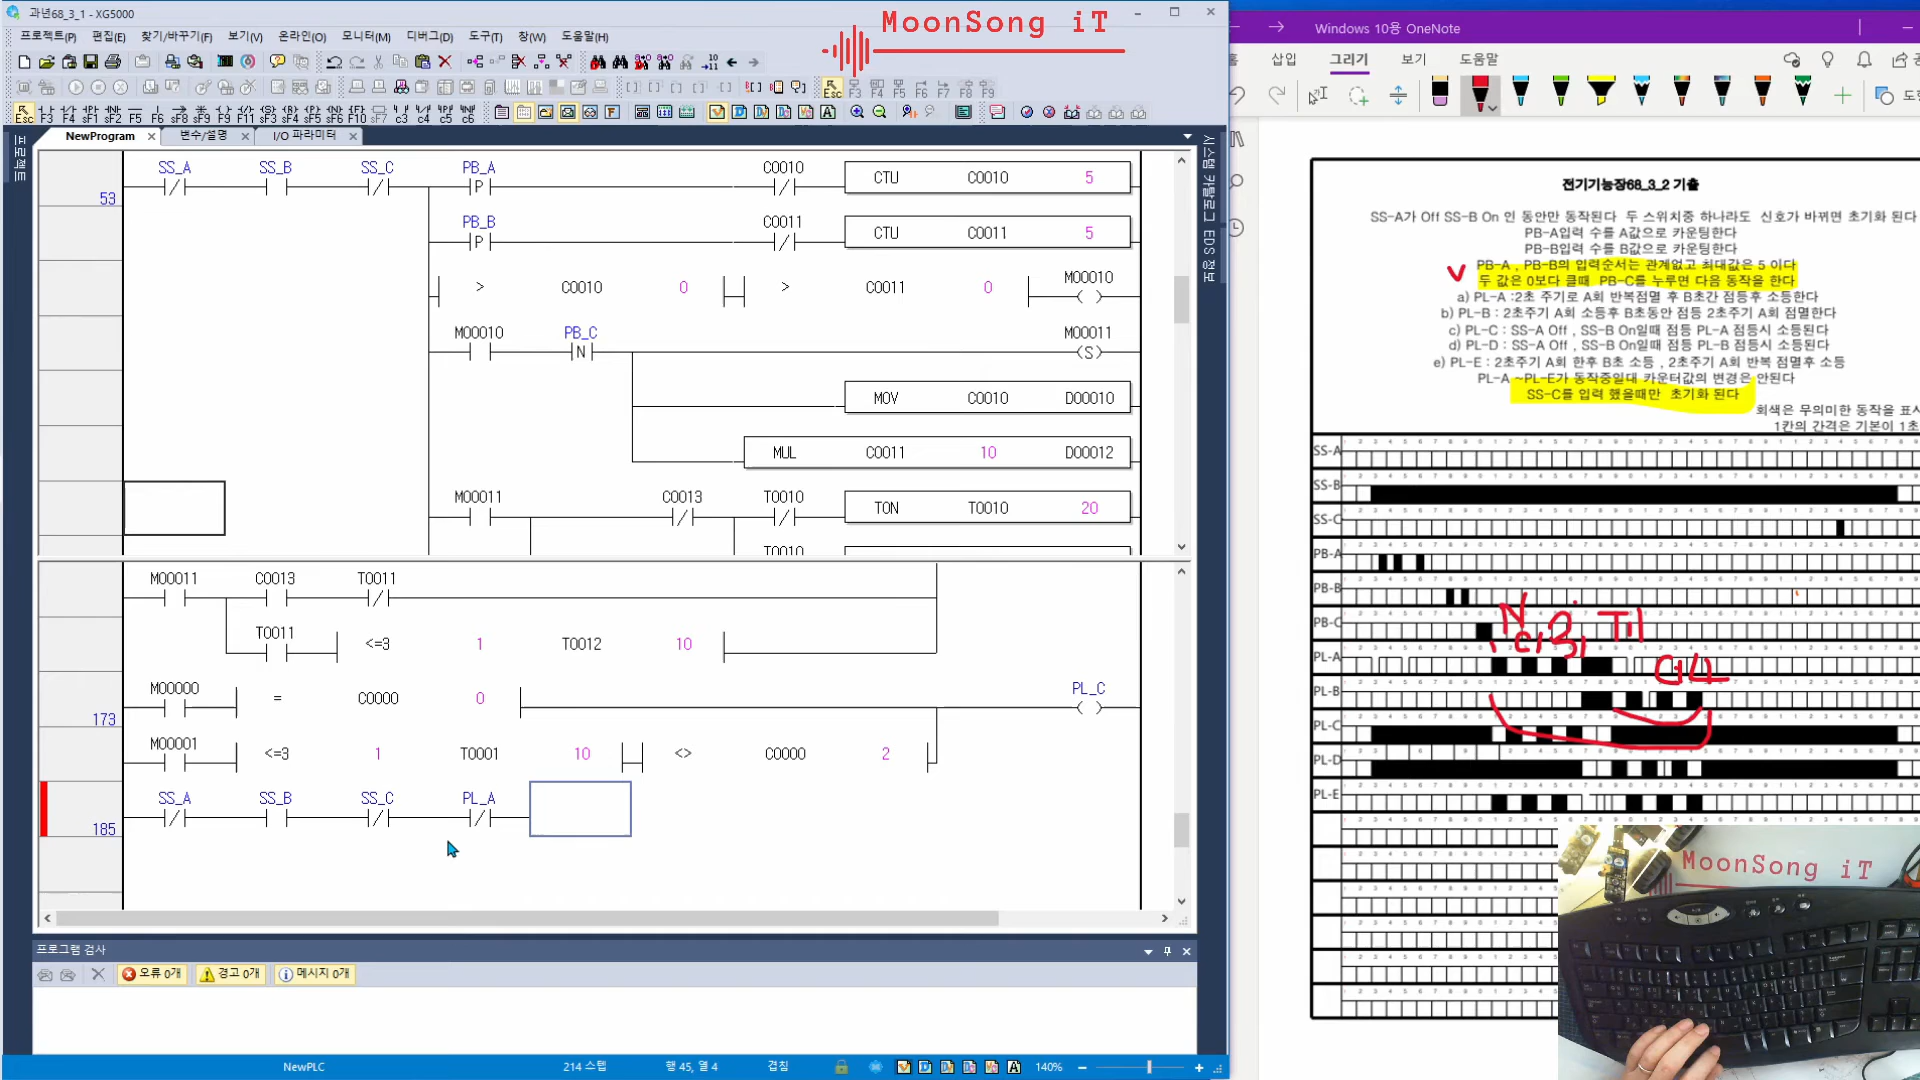 과년68_3_1 - XG5000
MoonSong iT
프로젝트(P) 편집(E) 찾기/바꾸기(F) 보기(V) 온라인(O) 모니터(M) 디버그(D) 도구(T) 창(W) 도움말(H)
NewProgram 변수/설명 I/O 파라미터
SS_A SS_B SS_C PB_A C0010
CTU C0010 5
53
PB_B C0011
CTU C0011 5
> C0010 0 > C0011 0 M00010
M00010 PB_C M00011
N (S)
MOV C0010 D00010
MUL C0011 10 D00012
M00011 C0013 T0010
TON T0010 20
T0010
M00011 C0013 T0011
T0011 <=3 1 T0012 10
M00000 = C0000 0 PL_C
173
M00001 <=3 1 T0001 10 <> C0000 2
SS_A SS_B SS_C PL_A
185
프로그램 검사
오류 0개 경고 0개 메시지 0개
NewPLC 214 스텝 행 45, 열 4 겹침 140%
프로젝트
시스템 카탈로그 EDS 정보
Windows 10용 OneNote
삽입 그리기 보기 도움말
전기기능장68_3_2 기출
SS-A가 Off SS-B On 인 동안만 동작된다 두 스위치중 하나라도 신호가 바뀌면 초기화 된다
PB-A입력 수를 A값으로 카운팅한다
PB-B입력 수를 B값으로 카운팅한다
PB-A , PB-B의 입력순서는 관계없고 최대값은 5 이다
두 값은 0보다 클때 PB-C를 누루면 다음 동작을 한다
a) PL-A :2초 주기로 A회 반복점멸 후 B초간 점등후 소등한다
b) PL-B : 2초주기 A회 소등후 B초동안 점등 2초주기 A회 점멸한다
c) PL-C : SS-A Off , SS-B On일때 점등 PL-A 점등시 소등된다
d) PL-D : SS-A Off , SS-B On일때 점등 PL-B 점등시 소등된다
e) PL-E : 2초주기 A회 한후 B초 소등 , 2초주기 A회 반복 점멸후 소등
PL-A ~PL-E가 동작중일대 카운터값의 변경은 안된다
SS-C를 입력 했을때만 초기화 된다
회색은 무의미한 동작을 표시
1칸의 간격은 기본이 1초
SS-A
SS-B
SS-C
PB-A
PB-B
PB-C
PL-A
PL-B
PL-C
PL-D
PL-E
MoonSong iT